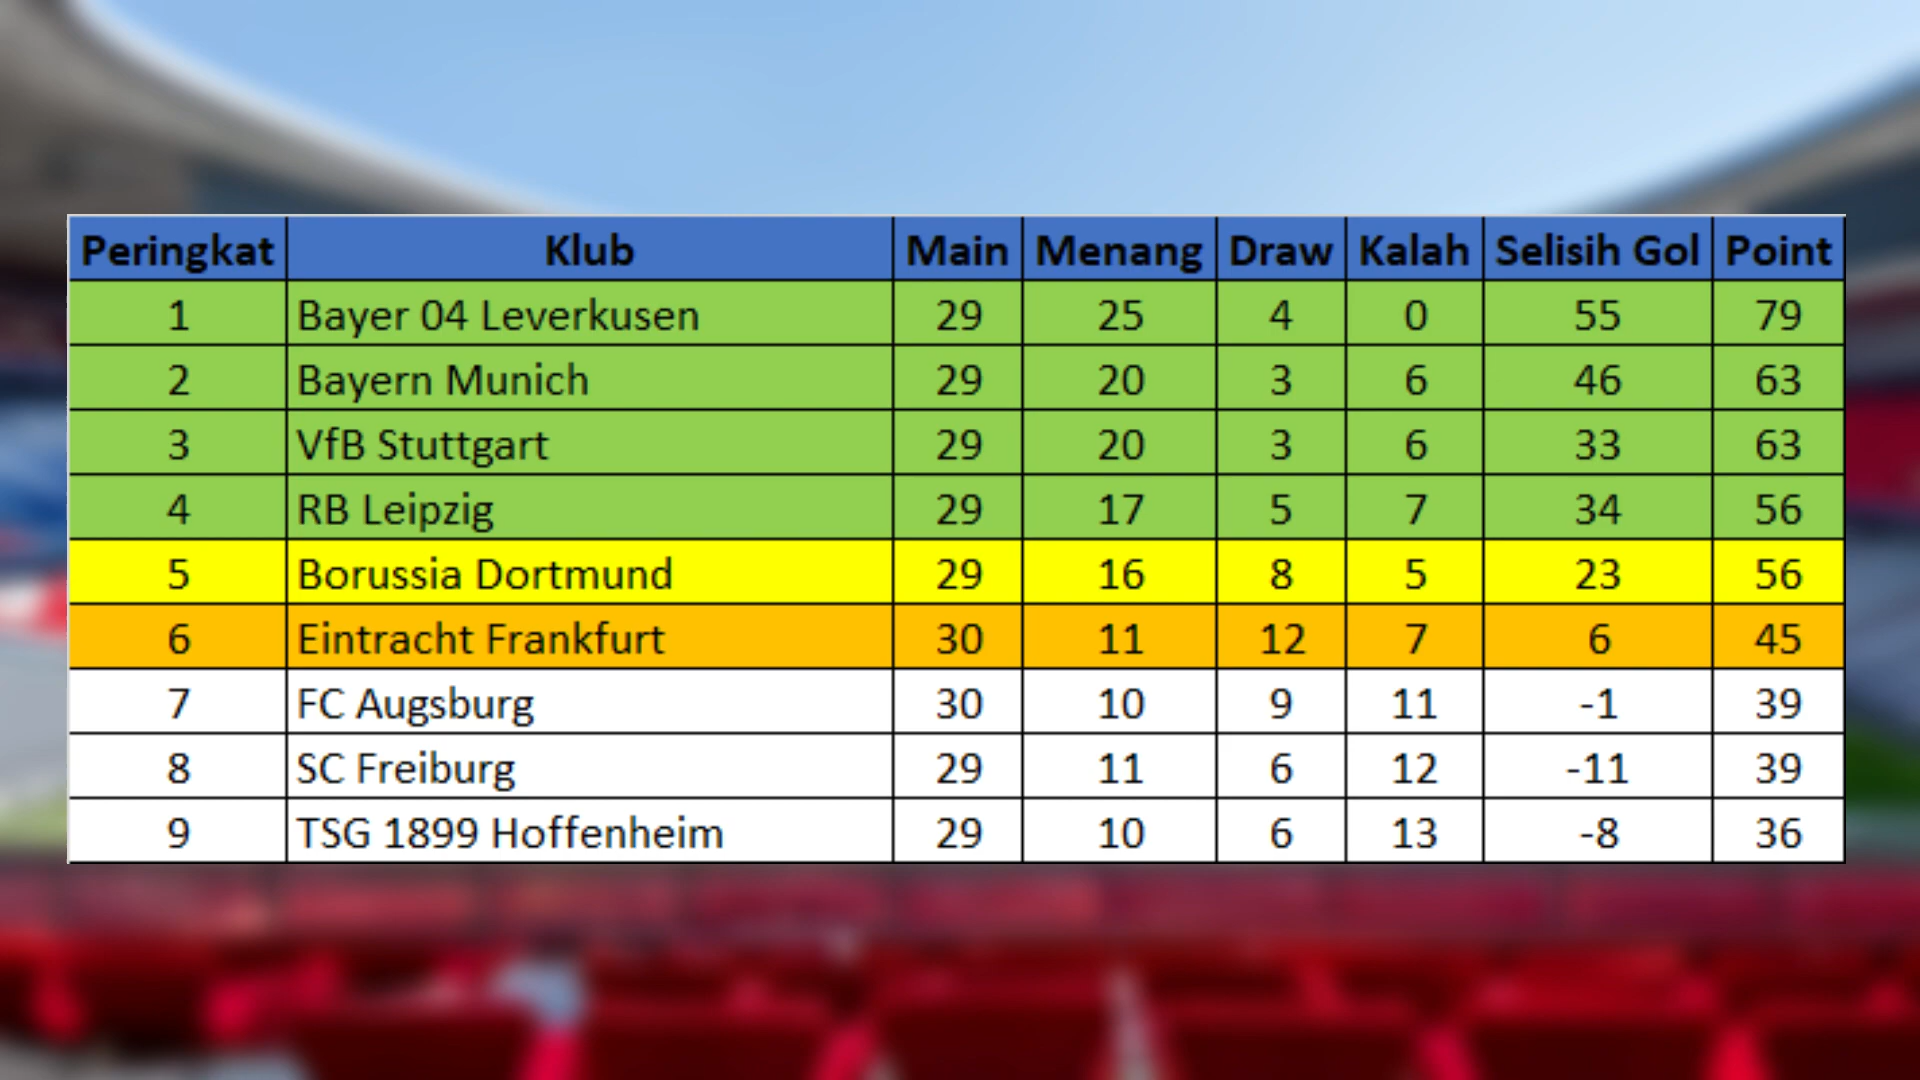 Peringkat Klub Main Menang Draw Kalah Selisih Gol Point
1 Bayer 04 Leverkusen 29 25 4 0 55 79
2 Bayern Munich 29 20 3 6 46 63
3 VfB Stuttgart 29 20 3 6 33 63
4 RB Leipzig 29 17 5 7 34 56
5 Borussia Dortmund 29 16 8 5 23 56
6 Eintracht Frankfurt 30 11 12 7 6 45
7 FC Augsburg 30 10 9 11 -1 39
8 SC Freiburg 29 11 6 12 -11 39
9 TSG 1899 Hoffenheim 29 10 6 13 -8 36